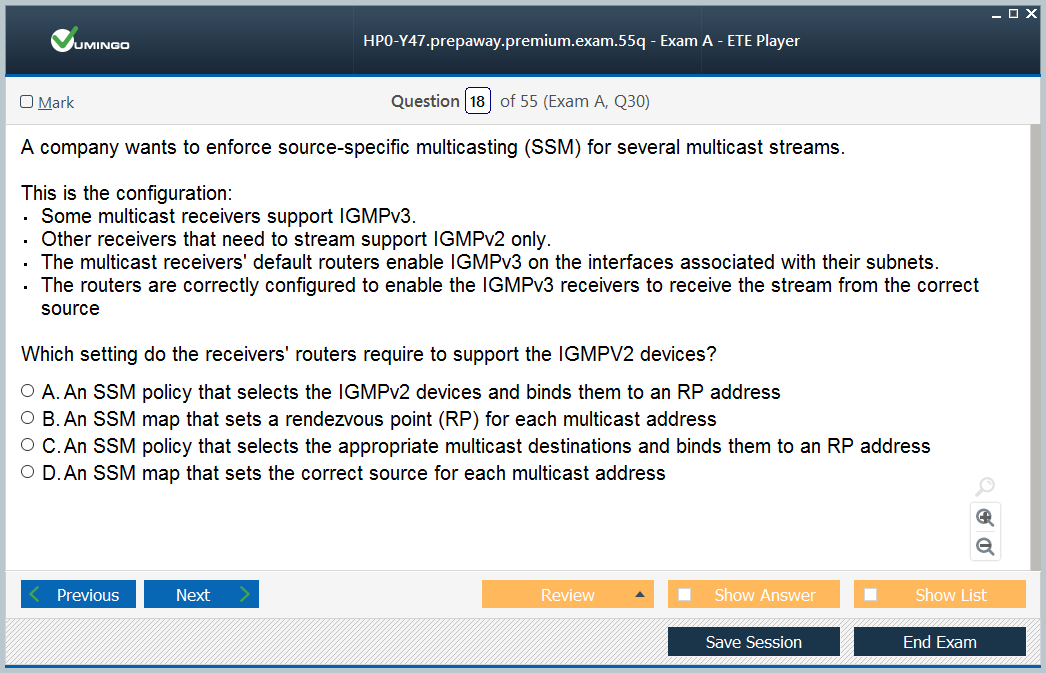 VUMINGO
HP0-Y47.prepaway.premium.exam.55q - Exam A - ETE Player
Mark
Question 18 of 55 (Exam A, Q30)
A company wants to enforce source-specific multicasting (SSM) for several multicast streams.
This is the configuration:
· Some multicast receivers support IGMPv3.
· Other receivers that need to stream support IGMPv2 only.
· The multicast receivers' default routers enable IGMPv3 on the interfaces associated with their subnets.
· The routers are correctly configured to enable the IGMPv3 receivers to receive the stream from the correct
source
Which setting do the receivers' routers require to support the IGMPV2 devices?
A. An SSM policy that selects the IGMPv2 devices and binds them to an RP address
B. An SSM map that sets a rendezvous point (RP) for each multicast address
C. An SSM policy that selects the appropriate multicast destinations and binds them to an RP address
D. An SSM map that sets the correct source for each multicast address
Previous
Next
Review
Show Answer
Show List
Save Session
End Exam